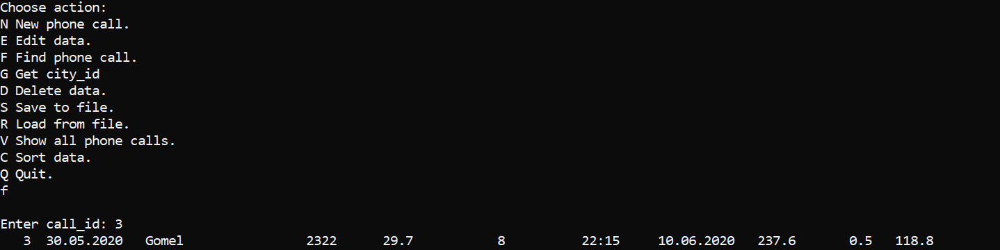 Choose action:
N New phone call.
E Edit data.
F Find phone call.
G Get city_id
D Delete data.
S Save to file.
R Load from file.
V Show all phone calls.
C Sort data.
Q Quit.
f
Enter call_id: 3
3 30.05.2020 Gomel 2322 29.7 8 22:15 10.06.2020 237.6 0.5 118.8